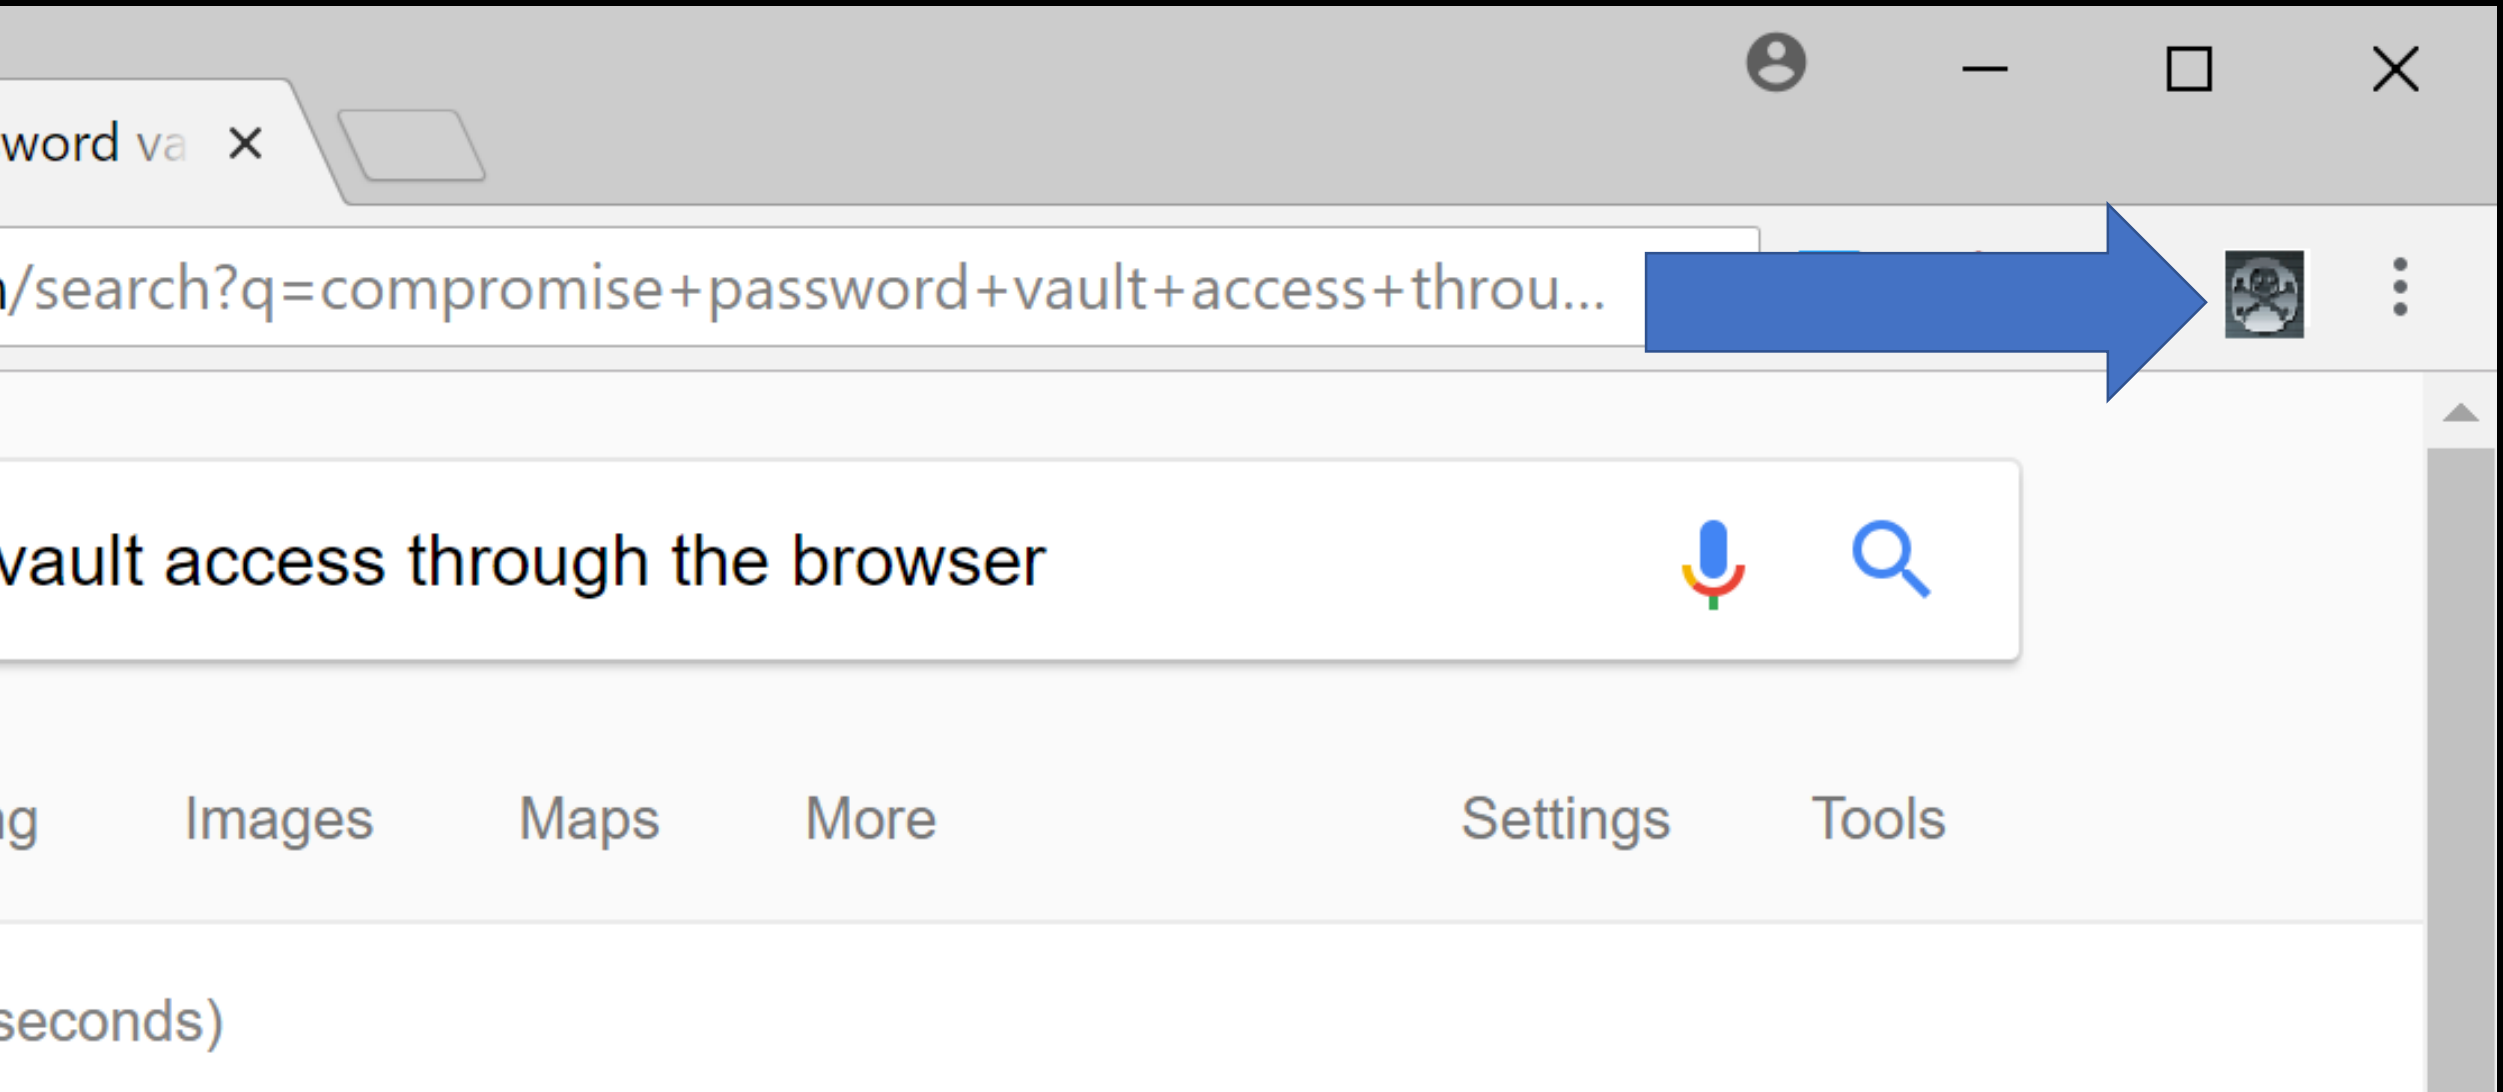 word va
/search?q=compromise+password+vault+access+throu...
vault access through the browser
g Images Maps More Settings Tools
seconds)